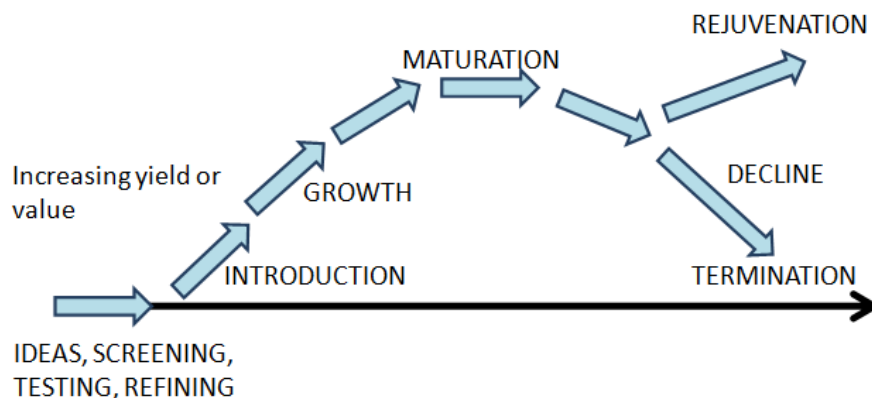 REJUVENATION
MATURATION
Increasing yield or
value
GROWTH
DECLINE
INTRODUCTION
TERMINATION
IDEAS, SCREENING,
TESTING, REFINING